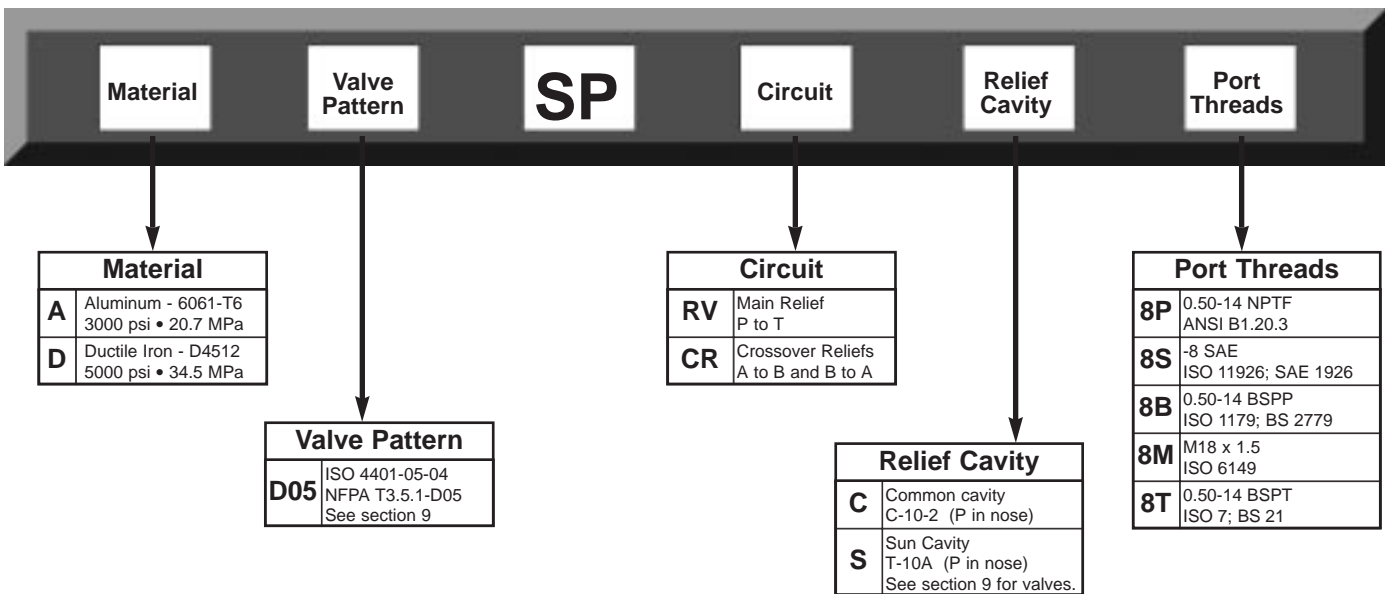 Material
Valve
Pattern
SP
Circuit
Relief
Cavity
Port
Threads
Material
A Aluminum - 6061-T6
3000 psi • 20.7 MPa
D Ductile Iron - D4512
5000 psi • 34.5 MPa
Valve Pattern
D05 ISO 4401-05-04
NFPA T3.5.1-D05
See section 9
Circuit
RV Main Relief
P to T
CR Crossover Reliefs
A to B and B to A
Relief Cavity
C Common cavity
C-10-2 (P in nose)
S Sun Cavity
T-10A (P in nose)
See section 9 for valves.
Port Threads
8P 0.50-14 NPTF
ANSI B1.20.3
8S -8 SAE
ISO 11926; SAE 1926
8B 0.50-14 BSPP
ISO 1179; BS 2779
8M M18 x 1.5
ISO 6149
8T 0.50-14 BSPT
ISO 7; BS 21